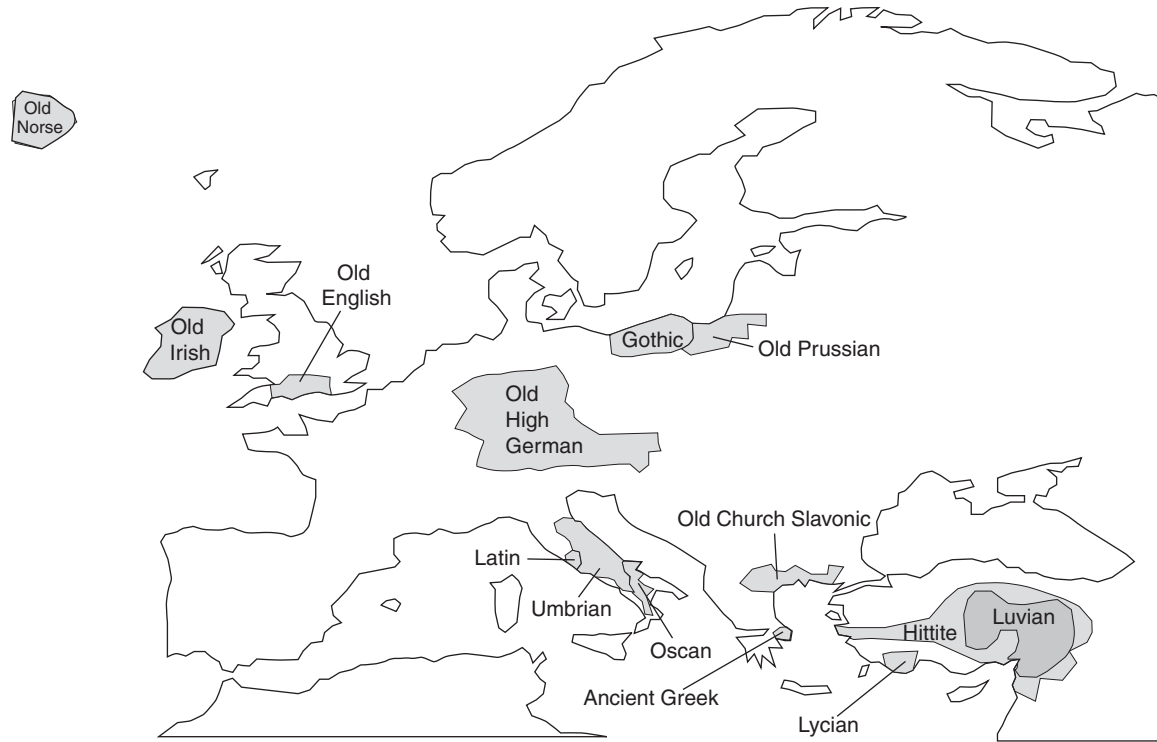 Old
Norse
Old
English
Old
Irish
Gothic
Old Prussian
Old
High
German
Old Church Slavonic
Latin
Umbrian
Oscan
Ancient Greek
Hittite
Luvian
Lycian